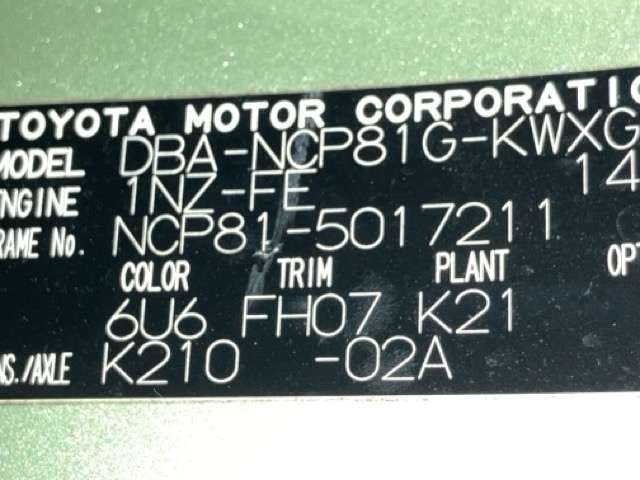 TOYOTA MOTOR CORPORATIO
MODEL DBA-NCP81G-KWXG
NGINE 1NZ-FE 14
RAME No. NCP81-5017211
COLOR TRIM PLANT OPT
6U6 FH07 K21
NS./AXLE K210 -02A